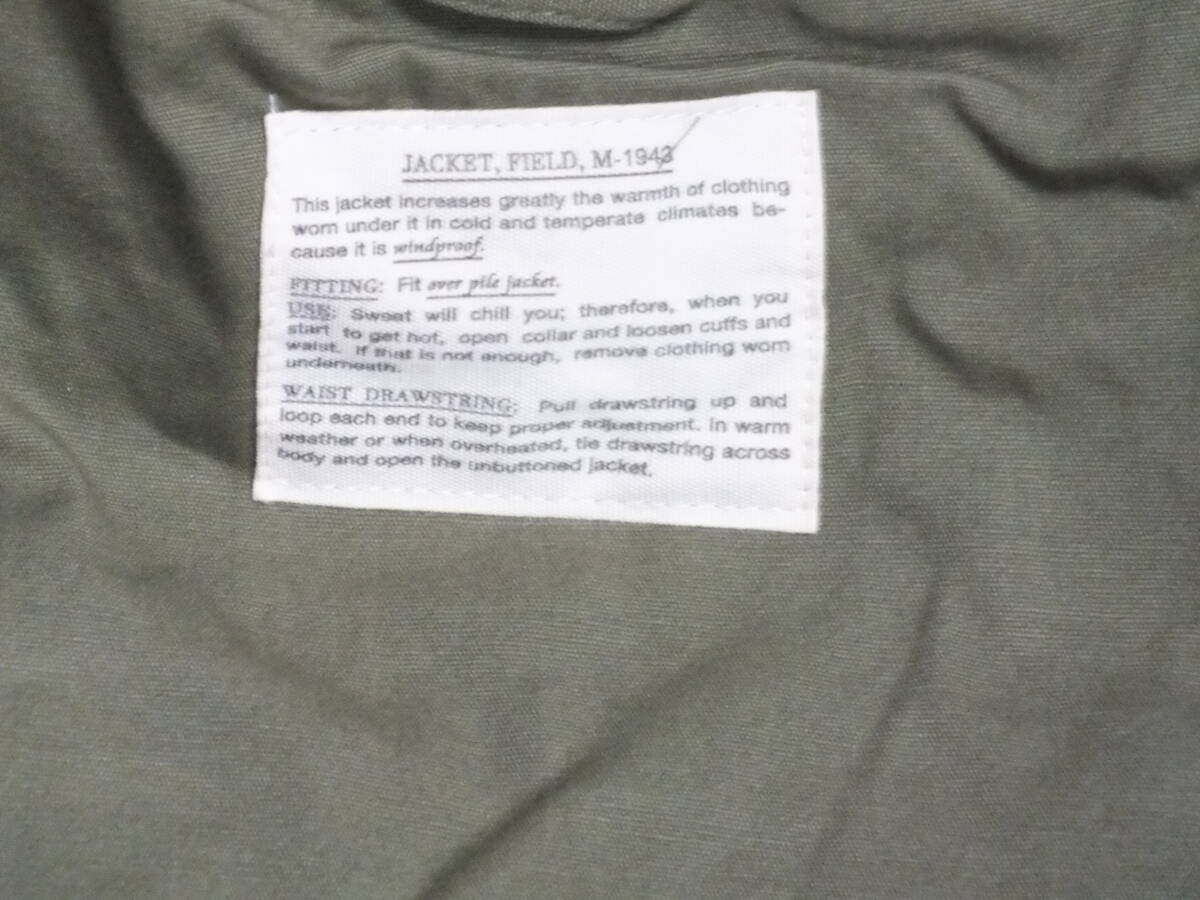 JACKET, FIELD, M-1943
This jacket increases greatly the warmth of clothing
worn under it in cold and temperate climates be-
cause it is windproof.
FITTING: Fit over pile jacket.
USE: Sweat will chill you; therefore, when you
start to get hot, open collar and loosen cuffs and
waist. If that is not enough, remove clothing worn
underneath.
WAIST DRAWSTRING: Pull drawstring up and
loop each end to keep proper adjustment. In warm
weather or when overheated, tie drawstring across
body and open the unbuttoned jacket.